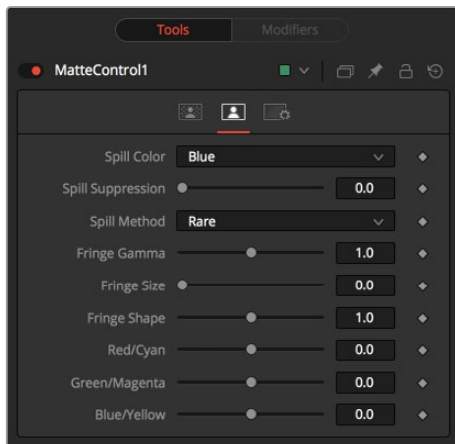 Tools Modifiers
MatteControl1
Spill Color Blue
Spill Suppression 0.0
Spill Method Rare
Fringe Gamma 1.0
Fringe Size 0.0
Fringe Shape 1.0
Red/Cyan 0.0
Green/Magenta 0.0
Blue/Yellow 0.0